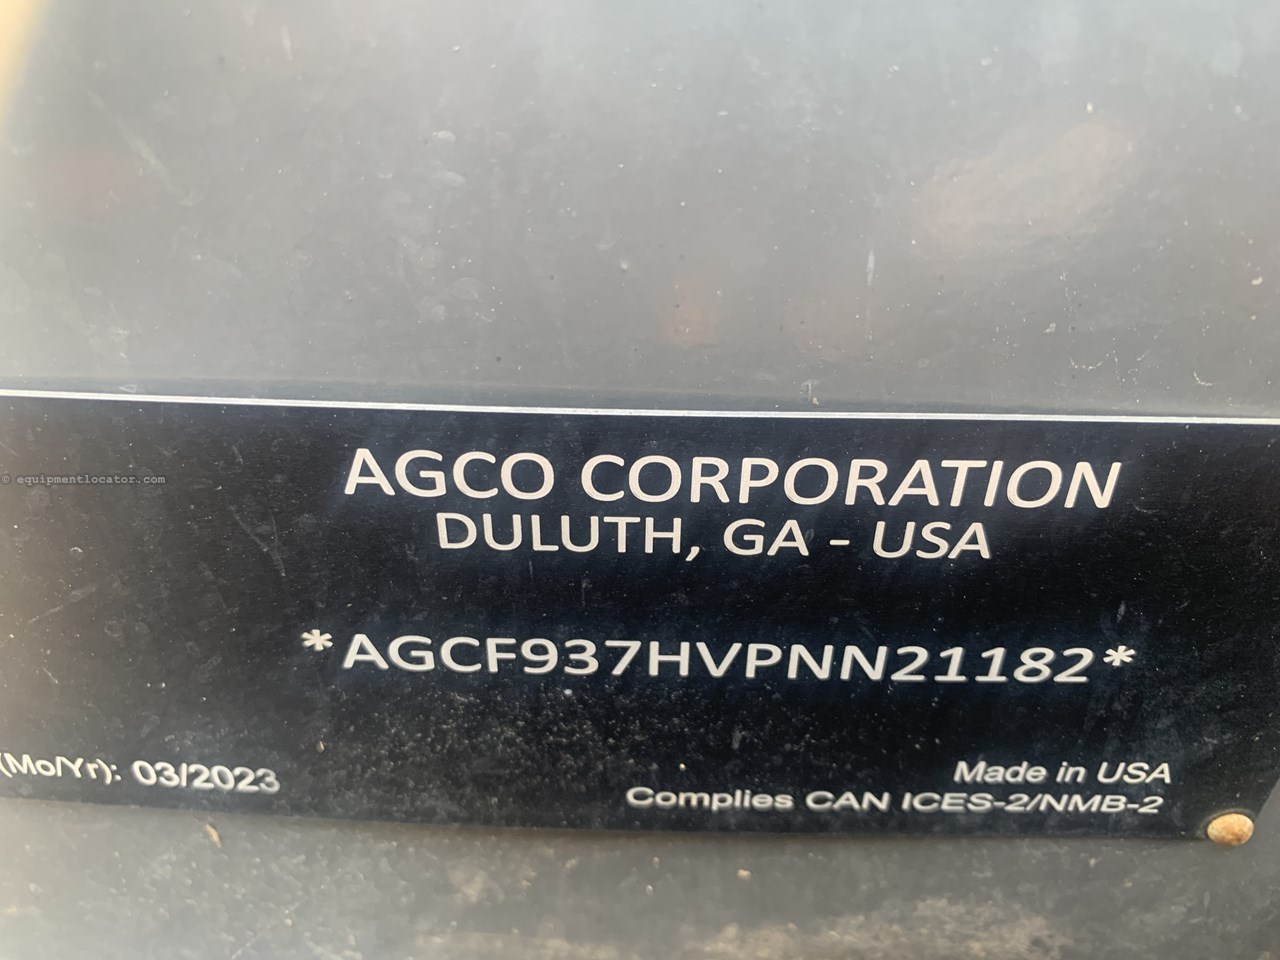 © equipmentlocator.com
AGCO CORPORATION
DULUTH, GA - USA
*AGCF937HVPNN21182*
(Mo/Yr): 03/2023
Made in USA
Complies CAN ICES-2/NMB-2